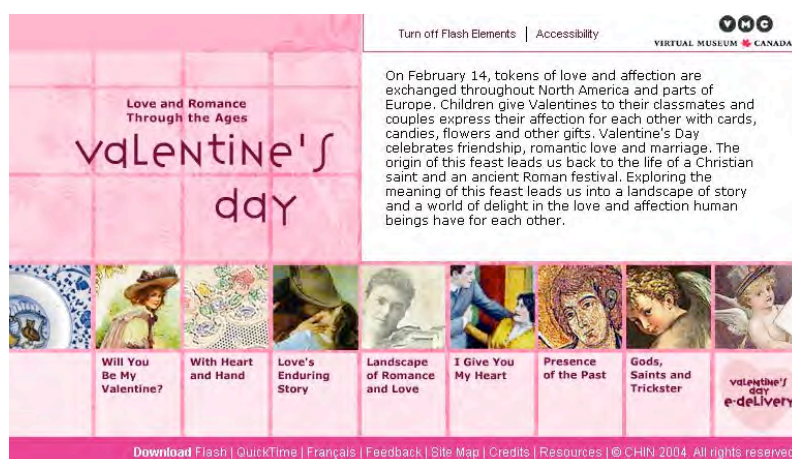 Turn off Flash Elements | Accessibility
VMC
VIRTUAL MUSEUM CANADA
Love and Romance
Through the Ages
valentine's
day
On February 14, tokens of love and affection are
exchanged throughout North America and parts of
Europe. Children give Valentines to their classmates and
couples express their affection for each other with cards,
candies, flowers and other gifts. Valentine's Day
celebrates friendship, romantic love and marriage. The
origin of this feast leads us back to the life of a Christian
saint and an ancient Roman festival. Exploring the
meaning of this feast leads us into a landscape of story
and a world of delight in the love and affection human
beings have for each other.
Will You
Be My
Valentine?
With Heart
and Hand
Love's
Enduring
Story
Landscape
of Romance
and Love
I Give You
My Heart
Presence
of the Past
Gods,
Saints and
Trickster
valentine's
day
e-delivery
Download Flash | QuickTime | Français | Feedback | Site Map | Credits | Resources | © CHIN 2004. All rights reserved